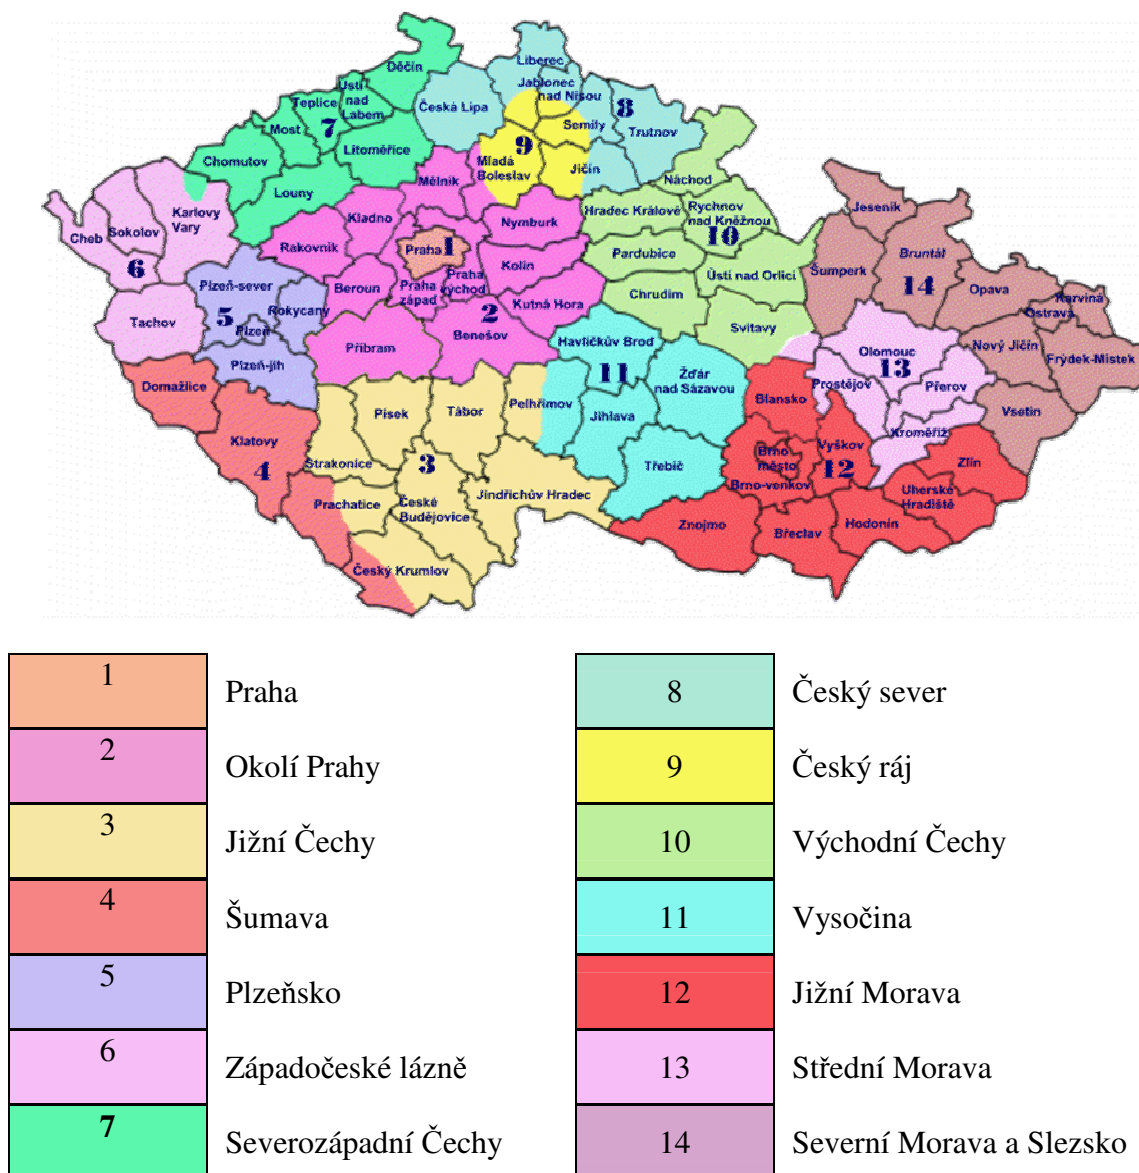 Děčín
Liberec
Ústí
nad
Labem
Teplice
7
Most
Česká Lípa
Jablonec
nad Nisou
8
Trutnov
Semily
9
Chomutov
Litoměřice
Mladá
Boleslav
Jičín
Louny
Mělník
Náchod
Karlovy
Vary
Sokolov
Cheb
6
Kladno
Rakovník
Nymburk
Hradec Králové
Rychnov
nad Kněžnou
10
Jeseník
Praha 1
Kolín
Pardubice
Ústí nad Orlicí
Šumperk
Bruntál
14
Opava
Karviná
Ostrava
Plzeň-sever
Rokycany
5
Plzeň
Beroun
Praha
západ
Praha
východ
2
Kutná Hora
Chrudim
Tachov
Benešov
Svitavy
Příbram
Havlíčkův Brod
11
Olomouc
13
Nový Jičín
Frýdek-Místek
Plzeň-jih
Domažlice
Žďár
nad Sázavou
Prostějov
Přerov
Písek
Tábor
Pelhřimov
Jihlava
Blansko
Vsetín
Klatovy
4
Kroměříž
Vyškov
12
Strakonice
3
Třebíč
Brno
město
Brno-venkov
Zlín
Prachatice
České
Budějovice
Jindřichův Hradec
Uherské
Hradiště
Znojmo
Břeclav
Hodonín
Český Krumlov
1 Praha
2 Okolí Prahy
3 Jižní Čechy
4 Šumava
5 Plzeňsko
6 Západočeské lázně
7 Severozápadní Čechy
8 Český sever
9 Český ráj
10 Východní Čechy
11 Vysočina
12 Jižní Morava
13 Střední Morava
14 Severní Morava a Slezsko